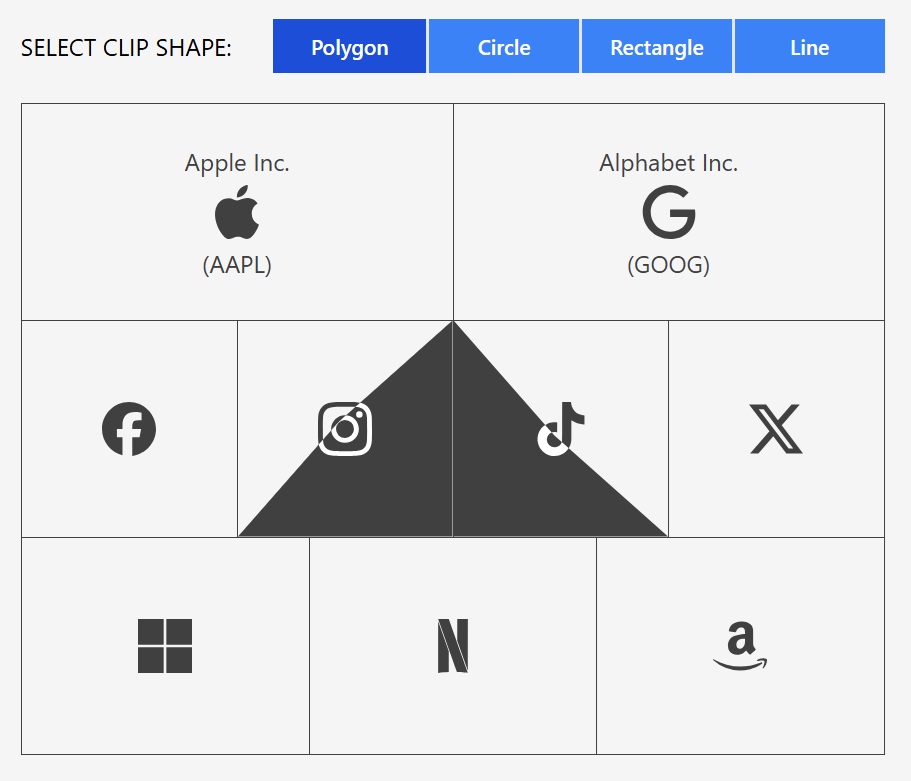 SELECT CLIP SHAPE:
Polygon
Circle
Rectangle
Line
Apple Inc.
(AAPL)
Alphabet Inc.
(GOOG)